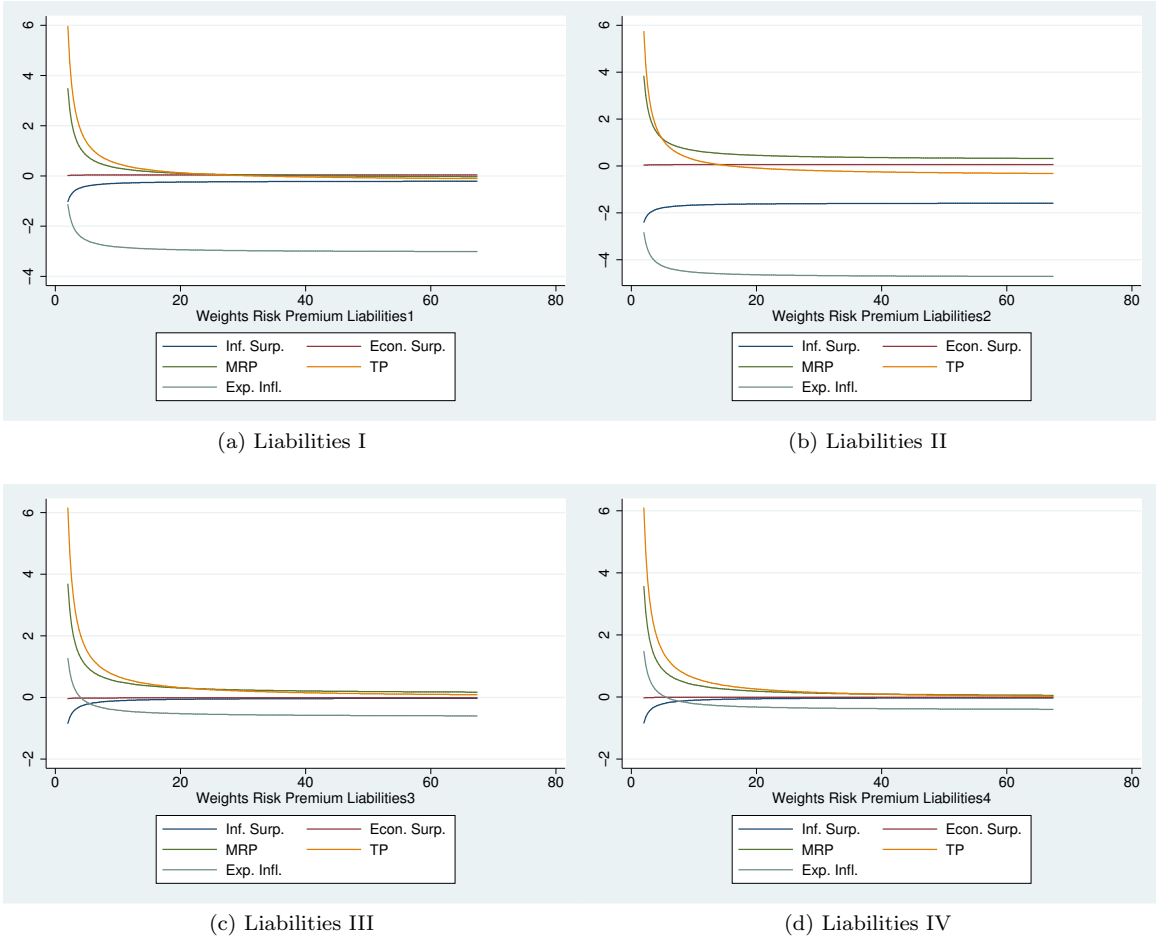 6
4
2
0
−2
−4
0 20 40 60 80
Weights Risk Premium Liabilities1
Inf. Surp. Econ. Surp.
MRP TP
Exp. Infl.
(a) Liabilities I
6
4
2
0
−2
−4
0 20 40 60 80
Weights Risk Premium Liabilities2
Inf. Surp. Econ. Surp.
MRP TP
Exp. Infl.
(b) Liabilities II
6
4
2
0
−2
0 20 40 60 80
Weights Risk Premium Liabilities3
Inf. Surp. Econ. Surp.
MRP TP
Exp. Infl.
(c) Liabilities III
6
4
2
0
−2
0 20 40 60 80
Weights Risk Premium Liabilities4
Inf. Surp. Econ. Surp.
MRP TP
Exp. Infl.
(d) Liabilities IV